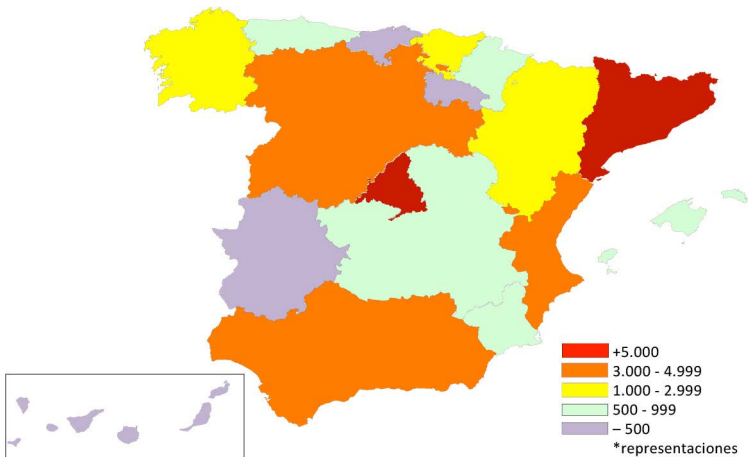 +5.000
3.000 - 4.999
1.000 - 2.999
500 - 999
– 500
*representaciones